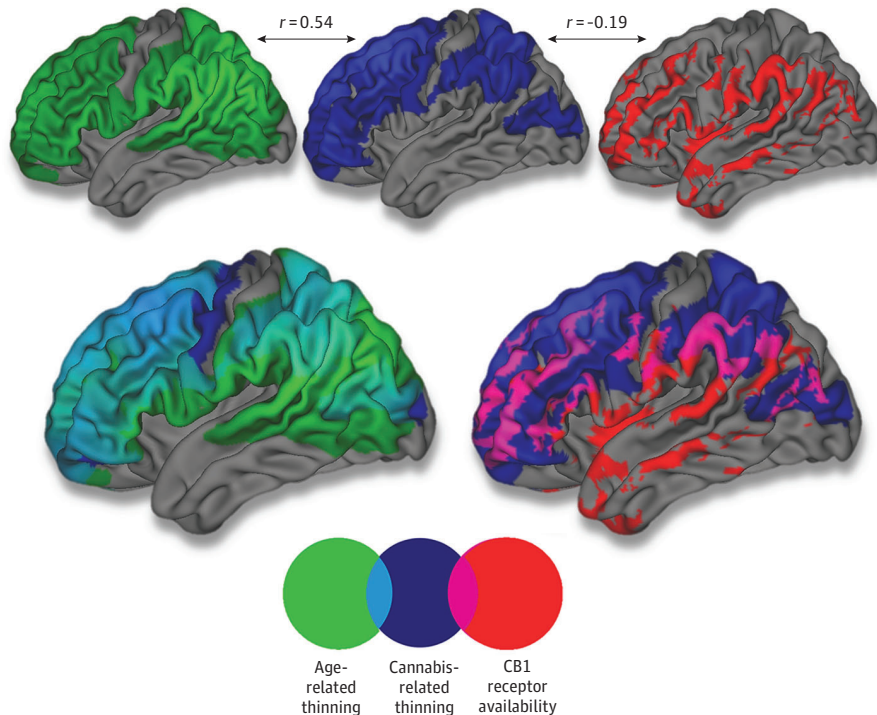 r = 0.54
r = -0.19
Age-
related
thinning
Cannabis-
related
thinning
CB1
receptor
availability